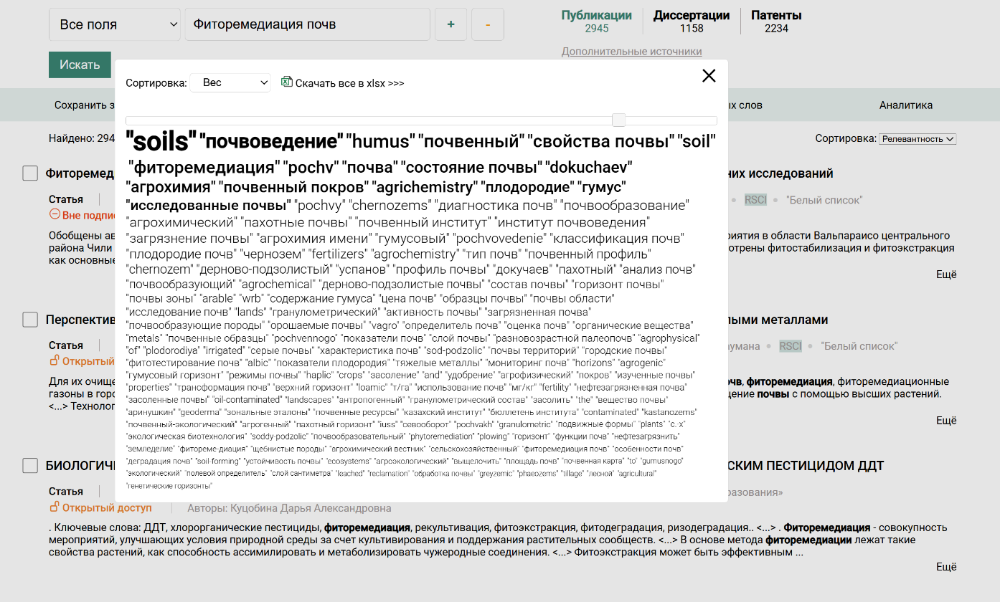 Все поля
Фиторемедиация почв
+
-
Публикации
2945
Диссертации
1158
Патенты
2234
Дополнительные источники
Искать
Сортировка: Вес Скачать все в xlsx >>>
Сохранить з
ых слов
Аналитика
Найдено: 294
Сортировка: Релевантность
"soils" "почвоведение" "humus" "почвенный" "свойства почвы" "soil"
"фиторемедиация" "pochv" "почва" "состояние почвы" "dokuchaev"
"агрохимия" "почвенный покров" "agrichemistry" "плодородие" "гумус"
"исследованные почвы" "pochvy" "chernozems" "диагностика почв" "почвообразование"
"агрохимический" "пахотные почвы" "почвенный институт" "институт почвоведения"
"загрязнение почвы" "агрохимия имени" "гумусовый" "pochvovedenie" "классификация почв"
"плодородие почв" "чернозем" "fertilizers" "agrochemistry" "тип почв" "почвенный профиль"
"chernozem" "дерново-подзолистый" "успанов" "профиль почвы" "докучаев" "пахотный" "анализ почв"
"почвообразующий" "agrochemical" "дерново-подзолистые почвы" "состав почвы" "горизонт почвы"
"почвы зоны" "arable" "wrb" "содержание гумуса" "цена почв" "образцы почвы" "почвы области"
"исследование почв" "lands" "гранулометрический" "активность почвы" "загрязненная почва"
"почвообразующие породы" "орошаемые почвы" "vagro" "определитель почв" "оценка почв" "органические вещества"
"metals" "почвенные образцы" "pochvennogo" "показатели почв" "слой почвы" "разновозрастной палеопочв" "agrophysical"
"of" "plodorodiya" "irrigated" "серые почвы" "характеристика почв" "sod-podzolic" "почвы территорий" "городские почвы"
"фитотестирование почв" "albic" "показатели плодородия" "тяжелые металлы" "мониторинг почв" "horizons" "agrogenic"
"гумусовый горизонт" "режимы почвы" "haplic" "crops" "засоление" "and" "удобрение" "агрофизический" "покров" "изученные почвы"
"properties" "трансформация почв" "верхний горизонт" "loamic" "т/га" "использование почв" "мг/кг" "fertility" "нефтезагрязненная почва"
"засоленные почвы" "oil-contaminated" "landscapes" "антропогенный" "гранулометрический состав" "засолить" "the" "вещество почвы"
"аринушкин" "geoderma" "зональные эталоны" "почвенные ресурсы" "казахский институт" "бюллетень института" "contaminated" "kastanozems"
"почвенный-экологический" "агрогенный" "пахотный горизонт" "iuss" "севооборот" "pochvakh" "granulometric" "подвижные формы" "plants" "с.-х"
"экологическая биотехнология" "soddy-podzolic" "почвообразовательный" "phytoremediation" "plowing" "горизонт" "функции почв" "нефтезагрязнить"
"земледелие" "фитореме-диация" "щебнистые породы" "агрохимический вестник" "сельскохозяйственный" "фиторемедиация почв" "особенности почв"
"деградация почв" "soil-forming" "устойчивость почвы" "ecosystems" "агроэкологический" "выщелочить" "площадь почв" "почвенная карта" "to" "gumusnogo"
"экологический" "полевой определитель" "слой сантиметра" "leached" "reclamation" "обработка почвы" "greyzemic" "phaeozems" "tillage" "лесной" "agricultural"
"генетические горизонты"
Фиторемед
них исследований
Статья
RSCI "Белый список"
Вне подпи
Обобщены ав
риятия в области Вальпараисо центрального
района Чили
отрены фитостабилизация и фитоэкстракция
как основные
Ещё
Перспектив
лыми металлами
Статья
аумана RSCI "Белый список"
Открытый
Для их очище
очв, фиторемедиация, фиторемедиационные
газоны в горо
щение почвы с помощью высших растений.
<...> Технолог
Ещё
БИОЛОГИЧ
СКИМ ПЕСТИЦИДОМ ДДТ
Статья
разования»
Открытый доступ Авторы: Куцобина Дарья Александровна
. Ключевые слова: ДДТ, хлорорганические пестициды, фиторемедиация, рекультивация, фитоэкстракция, фитодеградация, ризодеградация.. <...> . Фиторемедиация - совокупность
мероприятий, улучшающих условия природной среды за счет культивирования и поддержания растительных сообществ. <...> В основе метода фиторемедиации лежат такие
свойства растений, как способность ассимилировать и метаболизировать чужеродные соединения. <...> Фитоэкстракция может быть эффективным ...
Ещё